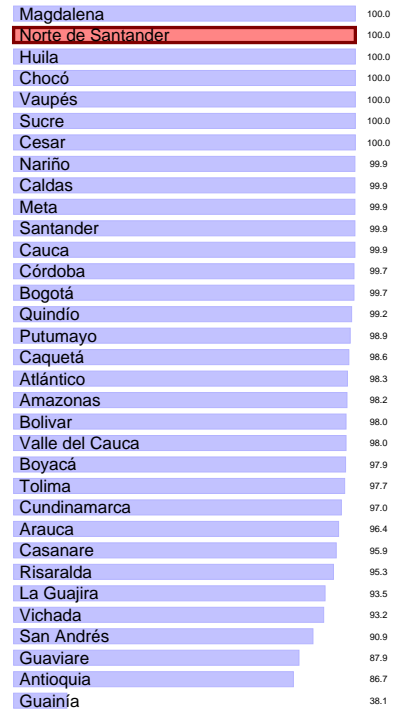 Magdalena 100.0
Norte de Santander 100.0
Huila 100.0
Chocó 100.0
Vaupés 100.0
Sucre 100.0
Cesar 100.0
Nariño 99.9
Caldas 99.9
Meta 99.9
Santander 99.9
Cauca 99.9
Córdoba 99.7
Bogotá 99.7
Quindío 99.2
Putumayo 98.9
Caquetá 98.6
Atlántico 98.3
Amazonas 98.2
Bolivar 98.0
Valle del Cauca 98.0
Boyacá 97.9
Tolima 97.7
Cundinamarca 97.0
Arauca 96.4
Casanare 95.9
Risaralda 95.3
La Guajira 93.5
Vichada 93.2
San Andrés 90.9
Guaviare 87.9
Antioquia 86.7
Guainía 38.1